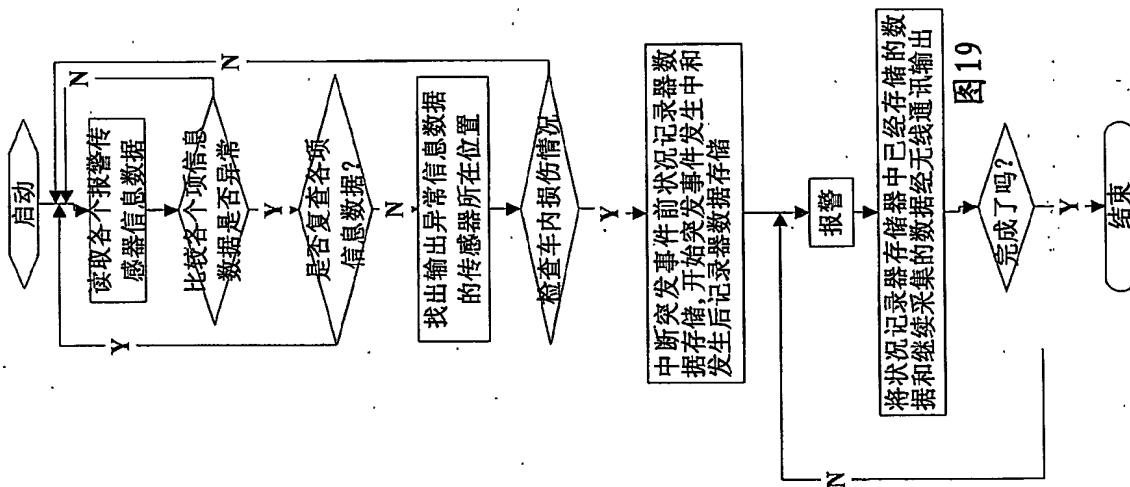 启动
读取各个报警传
感器信息数据
比较各个项信息
数据是否异常
N
Y
是否复查各项
信息数据?
Y
N
找出输出异常信息数据
的传感器所在位置
检查车内损伤情况
N
Y
中断突发事件前状况记录器数
据存储,开始突发事件发生中和
发生后记录器数据存储
报警
将状况记录器存储器中已经存储的数
据和继续采集的数据经无线通讯输出
完成了吗?
N
Y
结束
图19